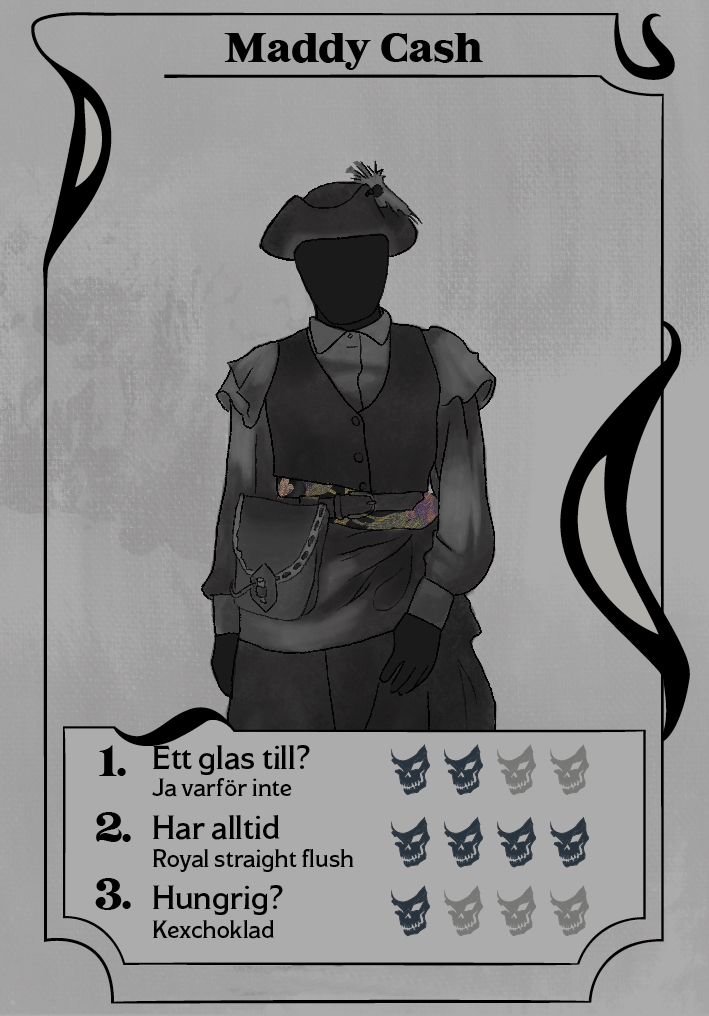 Maddy Cash
1. Ett glas till?
Ja varför inte
2. Har alltid
Royal straight flush
3. Hungrig?
Kexchoklad